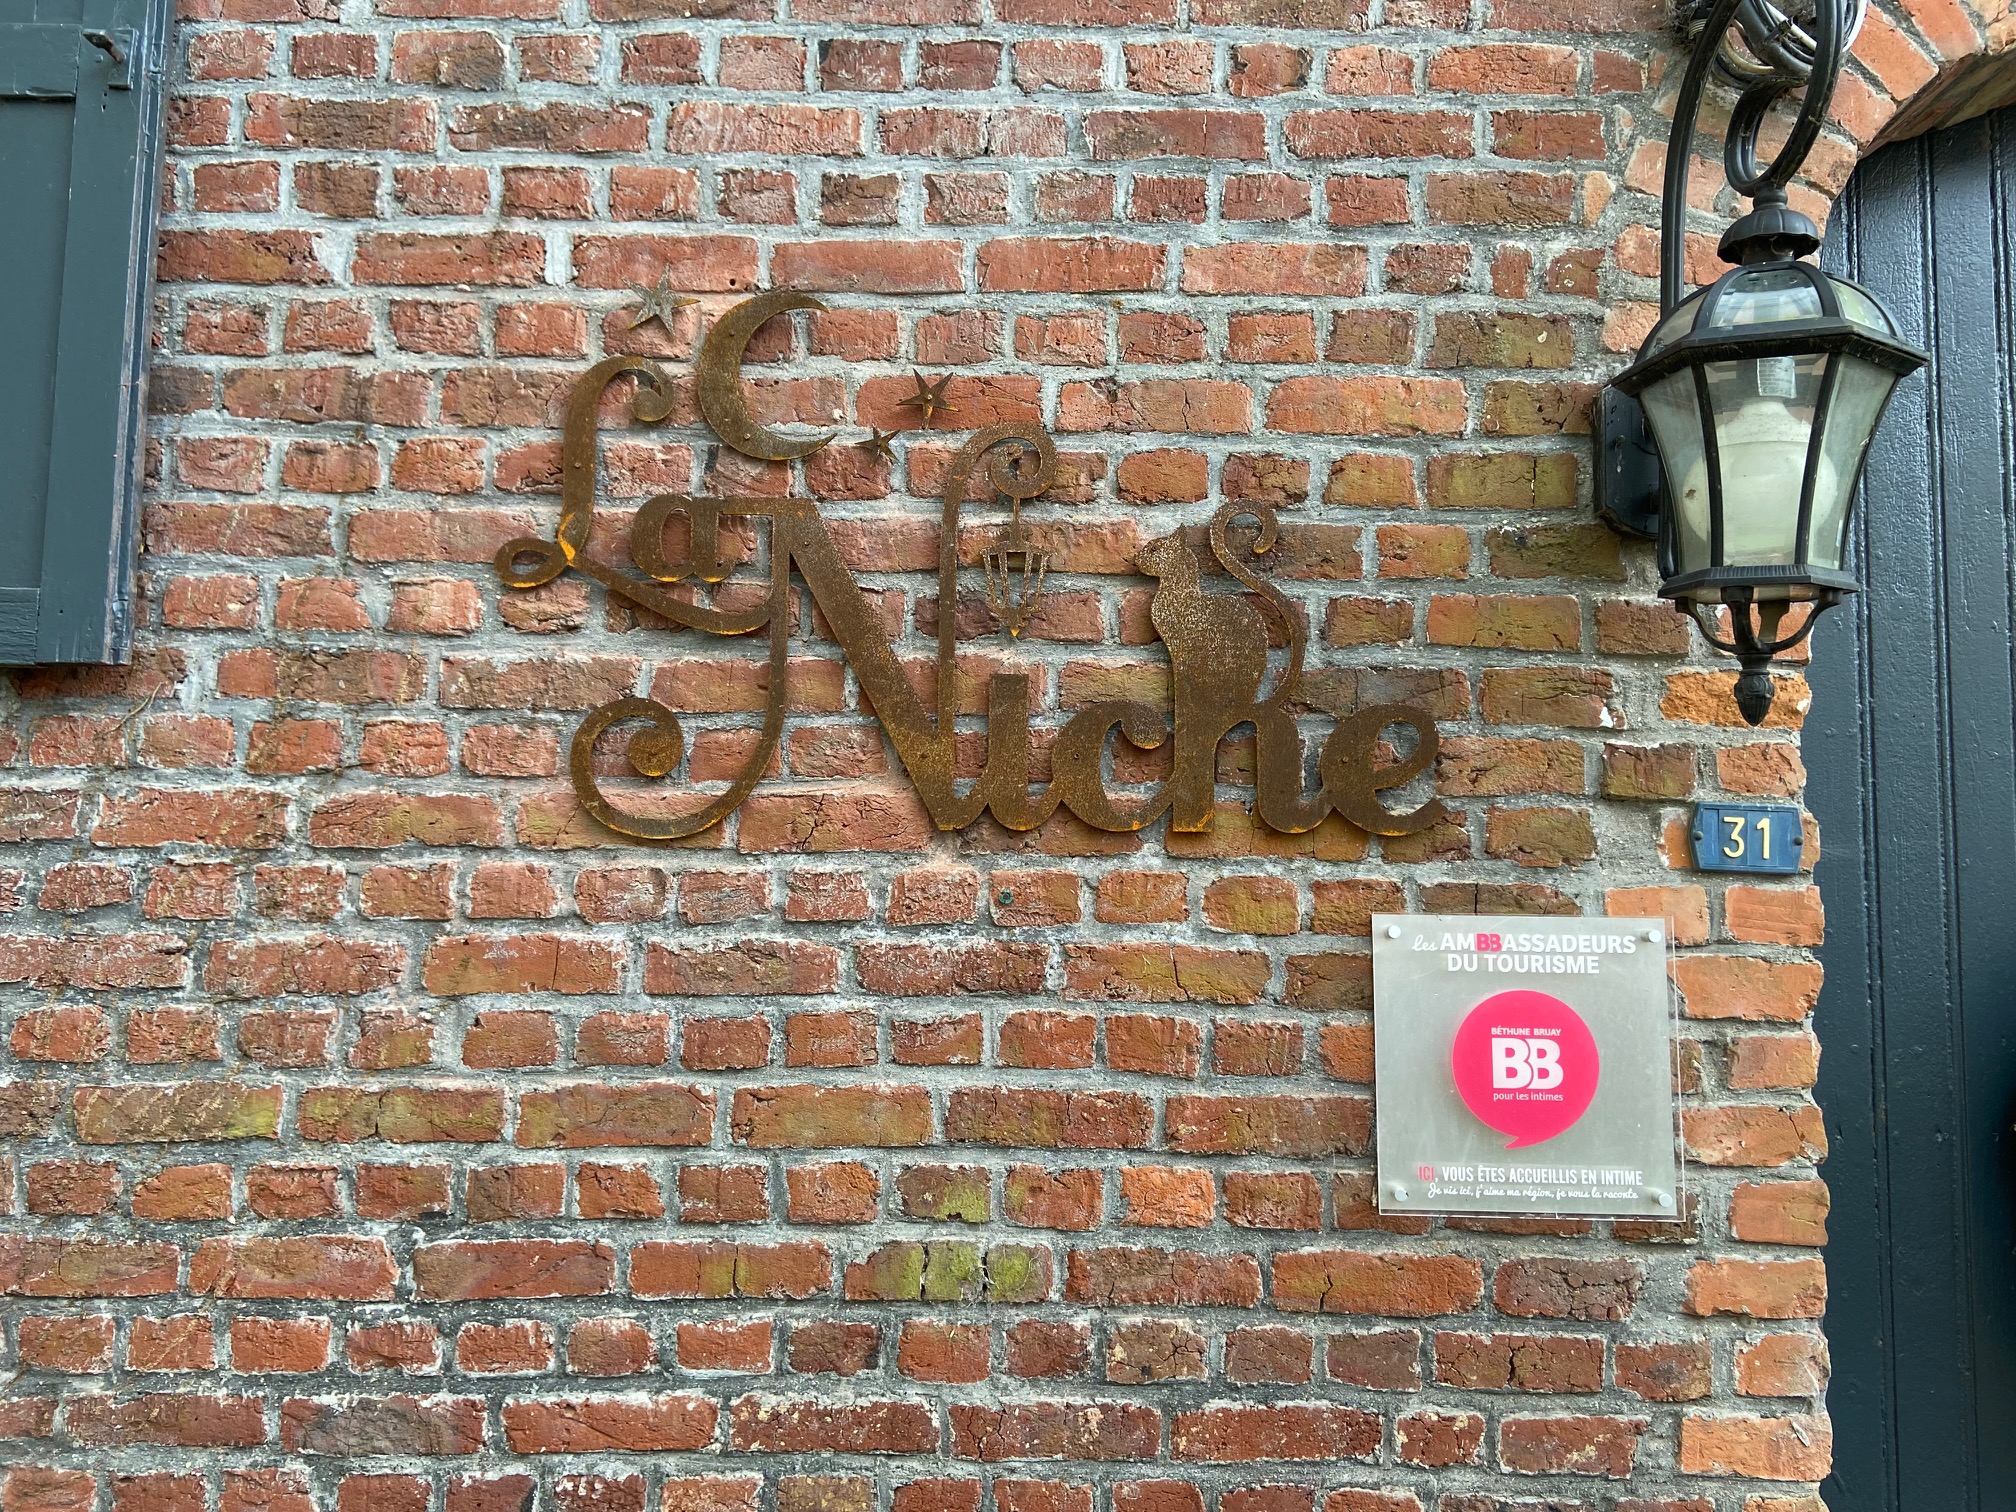 La Niche
31
les AMBBASSADEURS
DU TOURISME
BÉTHUNE BRUAY
BB
pour les intimes
ICI, VOUS ÊTES ACCUEILLIS EN INTIME
Je vis ici, j'aime ma région, je vous la raconte